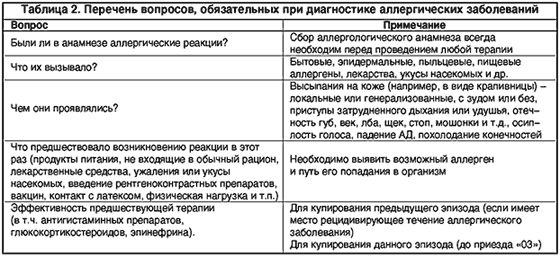 Таблица 2. Перечень вопросов, обязательных при диагностике аллергических заболеваний
Вопрос
Примечание
Были ли в анамнезе аллергические реакции?
Сбор аллергологического анамнеза всегда
необходим перед проведением любой терапии
Что их вызывало?
Бытовые, эпидермальные, пыльцевые, пищевые
аллергены, лекарства, укусы насекомых и др.
Чем они проявлялись?
Высыпания на коже (например, в виде крапивницы) –
локальные или генерализованные, с зудом или без,
приступы затрудненного дыхания или удушья, отеч-
ность губ, век, лба, щек, стоп, мошонки и т.д., осип-
лость голоса, падение АД, похолодание конечностей
Что предшествовало возникновению реакции в этот
раз (продукты питания, не входящие в обычный рацион,
лекарственные средства, ужаления или укусы
насекомых, введение рентгеноконтрастных препаратов,
вакцин, контакт с латексом, физическая нагрузка и т.п.)
Необходимо выявить возможный аллерген
и путь его попадания в организм
Эффективность предшествующей терапии
(в т.ч. антигистаминных препаратов,
глюкокортикостероидов, эпинефрина).
Для купирования предыдущего эпизода (если имеет
место рецидивирующее течение аллергического
заболевания)
Для купирования данного эпизода (до приезда «03»)